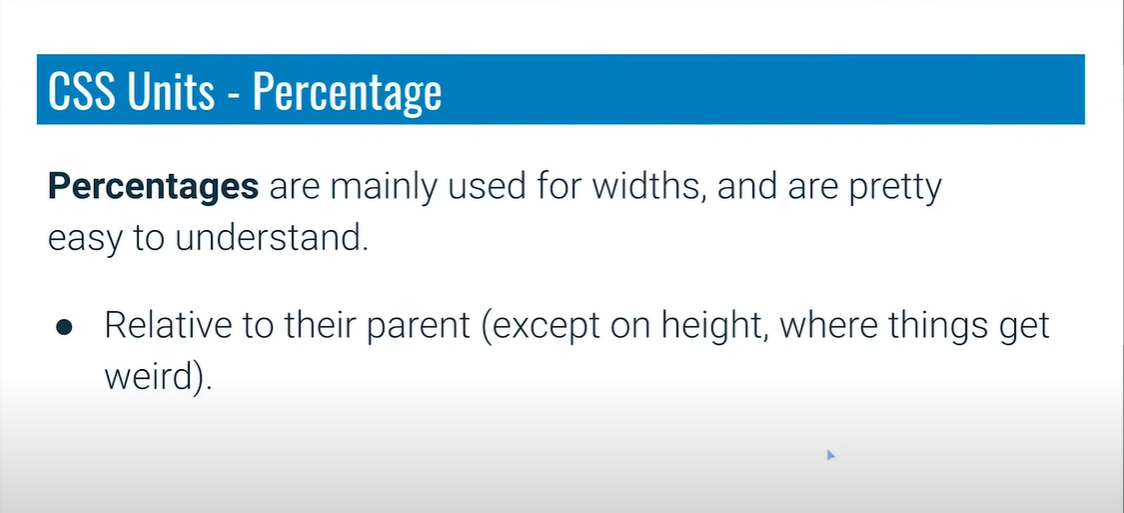 CSS Units - Percentage
Percentages are mainly used for widths, and are pretty
easy to understand.
● Relative to their parent (except on height, where things get
weird).